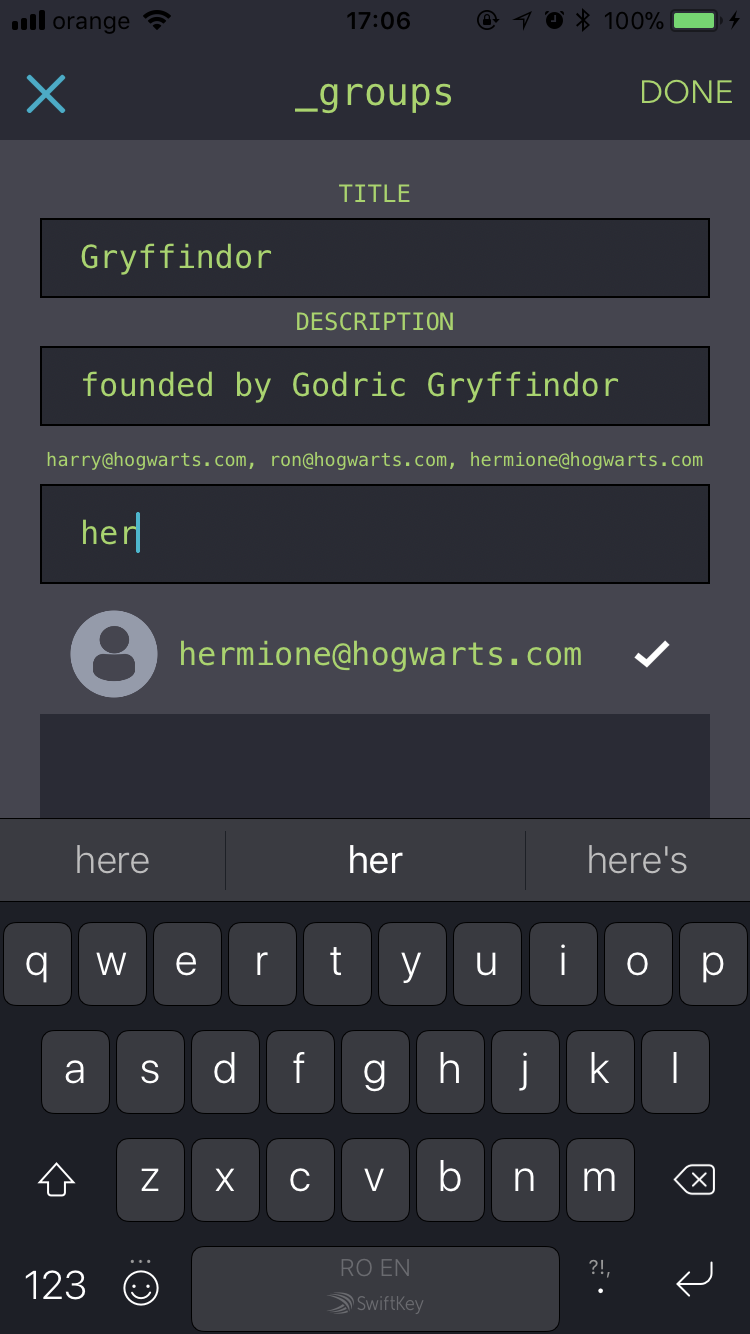 orange 17:06 100%
_groups DONE
TITLE
Gryffindor
DESCRIPTION
founded by Godric Gryffindor
harry@hogwarts.com, ron@hogwarts.com, hermione@hogwarts.com
her
hermione@hogwarts.com
here her here's
q w e r t y u i o p
a s d f g h j k l
z x c v b n m
123 RO EN ?!,
SwiftKey .